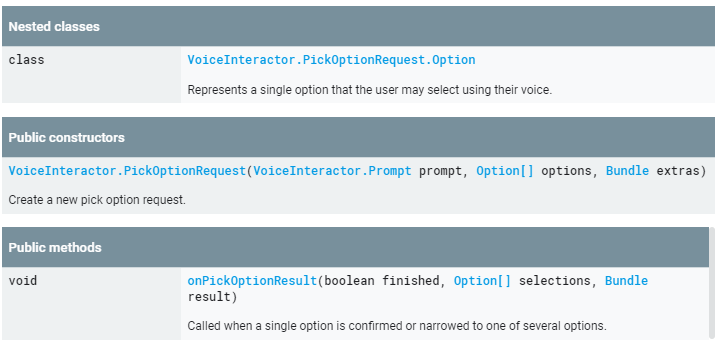 Nested classes
class VoiceInteractor.PickOptionRequest.Option
Represents a single option that the user may select using their voice.
Public constructors
VoiceInteractor.PickOptionRequest(VoiceInteractor.Prompt prompt, Option[] options, Bundle extras)
Create a new pick option request.
Public methods
void onPickOptionResult(boolean finished, Option[] selections, Bundle
result)
Called when a single option is confirmed or narrowed to one of several options.